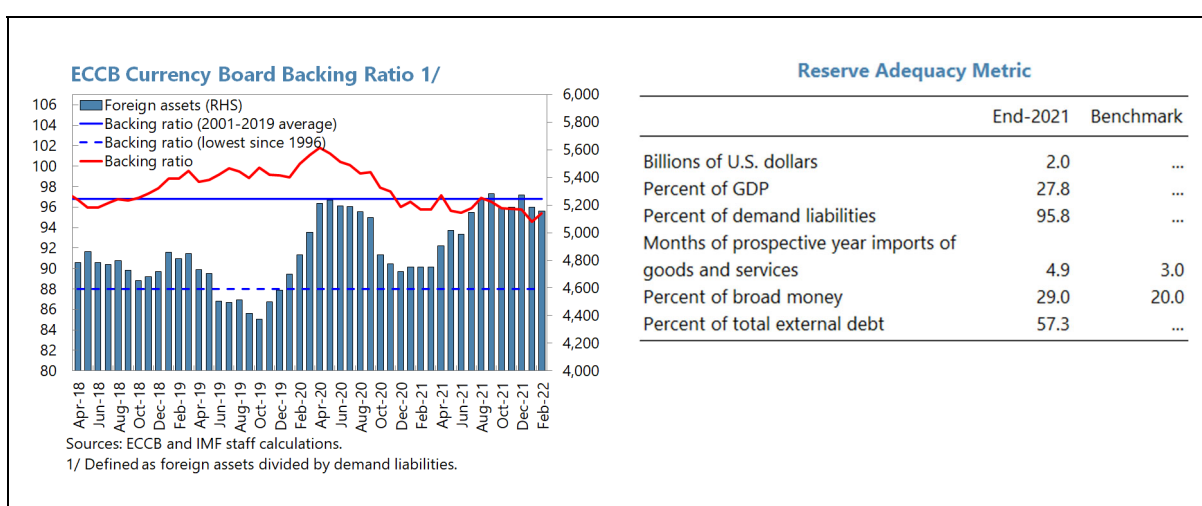 ECCB Currency Board Backing Ratio 1/
106
104
102
100
98
96
94
92
90
88
86
84
82
80
Foreign assets (RHS)
Backing ratio (2001-2019 average)
Backing ratio (lowest since 1996)
Backing ratio
6,000
5,800
5,600
5,400
5,200
5,000
4,800
4,600
4,400
4,200
4,000
Apr-18
Jun-18
Aug-18
Oct-18
Dec-18
Feb-19
Apr-19
Jun-19
Aug-19
Oct-19
Dec-19
Feb-20
Apr-20
Jun-20
Aug-20
Oct-20
Dec-20
Feb-21
Apr-21
Jun-21
Aug-21
Oct-21
Dec-21
Feb-22
Sources: ECCB and IMF staff calculations.
1/ Defined as foreign assets divided by demand liabilities.
Reserve Adequacy Metric
End-2021 Benchmark
Billions of U.S. dollars 2.0 ...
Percent of GDP 27.8 ...
Percent of demand liabilities 95.8 ...
Months of prospective year imports of
goods and services 4.9 3.0
Percent of broad money 29.0 20.0
Percent of total external debt 57.3 ...